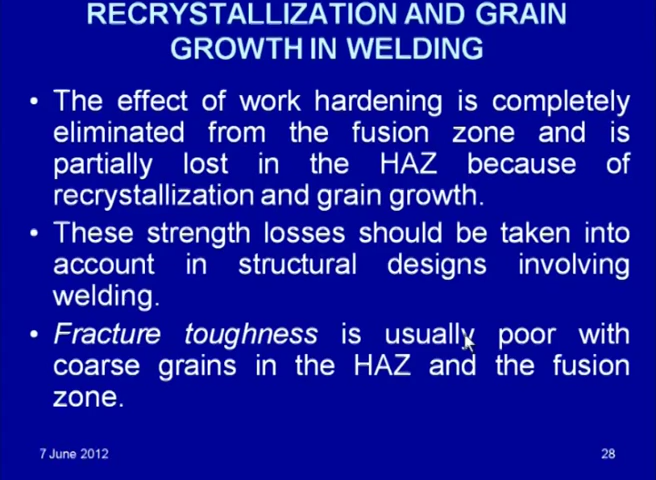 RECRYSTALLIZATION AND GRAIN
GROWTH IN WELDING
• The effect of work hardening is completely
eliminated from the fusion zone and is
partially lost in the HAZ because of
recrystallization and grain growth.
• These strength losses should be taken into
account in structural designs involving
welding.
• Fracture toughness is usually poor with
coarse grains in the HAZ and the fusion
zone.
7 June 2012
28